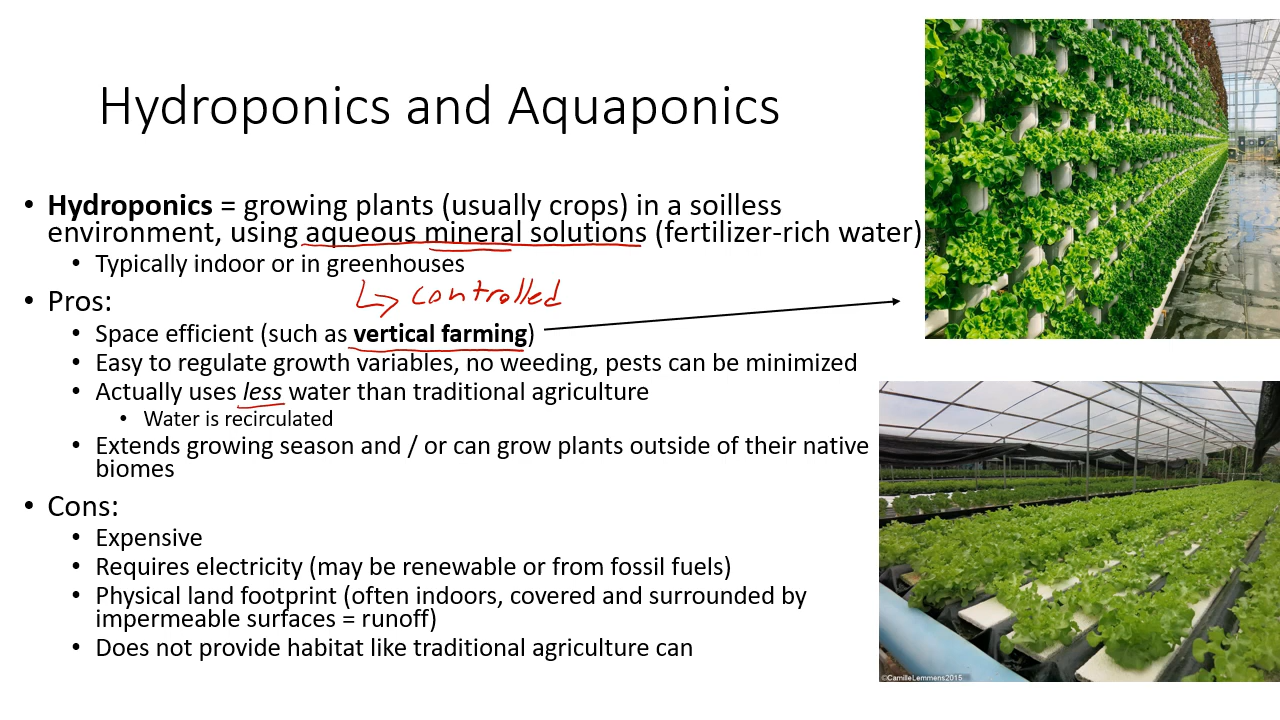 Hydroponics and Aquaponics
• Hydroponics = growing plants (usually crops) in a soilless
environment, using aqueous mineral solutions (fertilizer-rich water)
• Typically indoor or in greenhouses
controlled
• Pros:
• Space efficient (such as vertical farming)
• Easy to regulate growth variables, no weeding, pests can be minimized
• Actually uses less water than traditional agriculture
• Water is recirculated
• Extends growing season and / or can grow plants outside of their native
biomes
• Cons:
• Expensive
• Requires electricity (may be renewable or from fossil fuels)
• Physical land footprint (often indoors, covered and surrounded by
impermeable surfaces = runoff)
• Does not provide habitat like traditional agriculture can
©CamilleLemmens2015